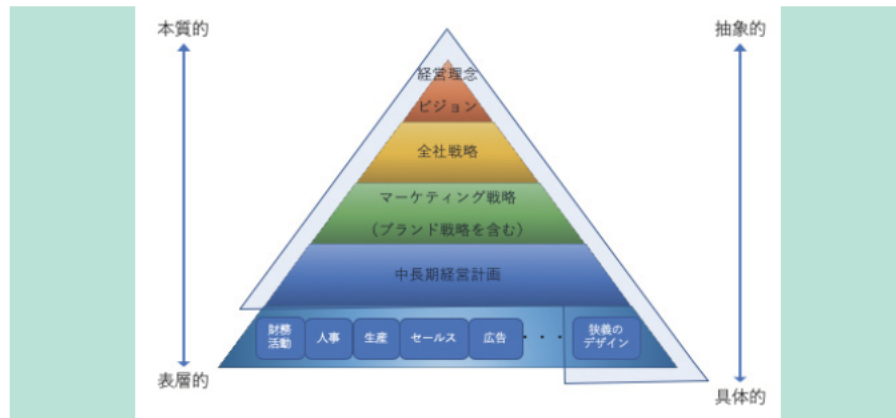 本質的
抽象的
経営理念
ビジョン
全社戦略
マーケティング戦略
(ブランド戦略を含む)
中長期経営計画
財務
活動
人事
生産
セールス
広告
・・・
狭義の
デザイン
表層的
具体的